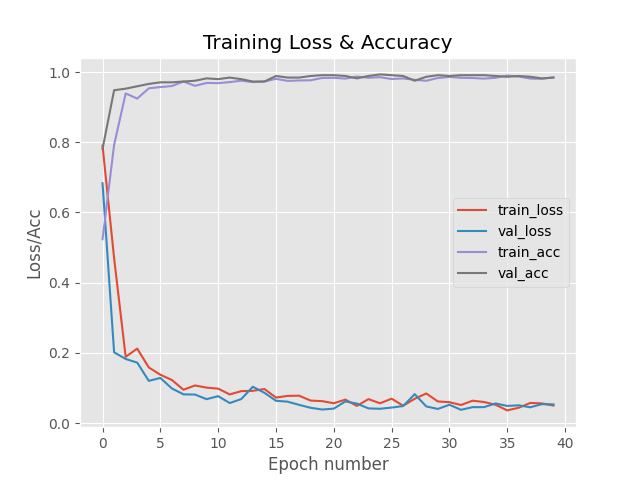 Training Loss & Accuracy
1.0
0.8
0.6
0.4
0.2
0.0
Loss/Acc
train_loss
val_loss
train_acc
val_acc
0 5 10 15 20 25 30 35 40
Epoch number